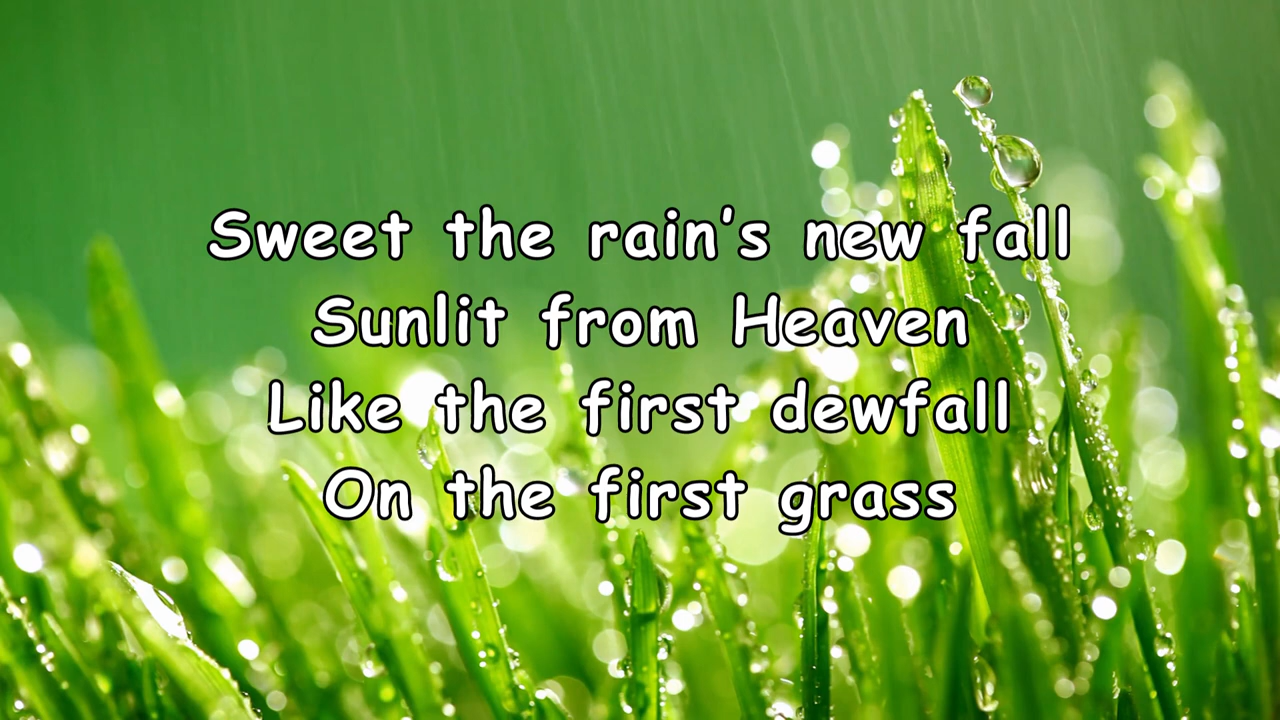 Sweet the rain's new fall
Sunlit from Heaven
Like the first dewfall
On the first grass